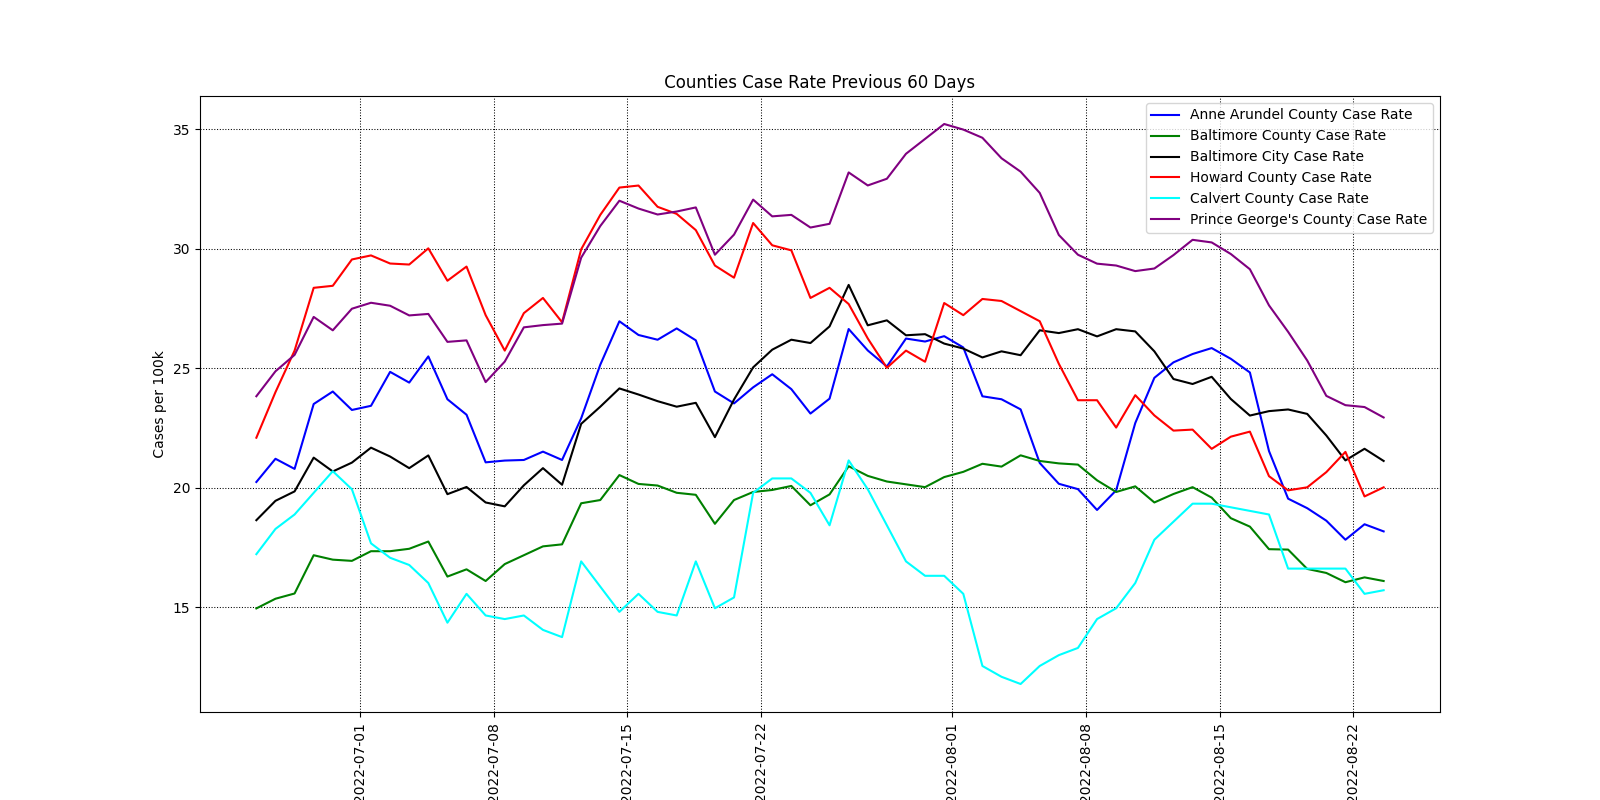 Counties Case Rate Previous 60 Days
Anne Arundel County Case Rate
Baltimore County Case Rate
Baltimore City Case Rate
Howard County Case Rate
Calvert County Case Rate
Prince George's County Case Rate
Cases per 100k
35
30
25
20
15
2022-07-01
2022-07-08
2022-07-15
2022-07-22
2022-08-01
2022-08-08
2022-08-15
2022-08-22